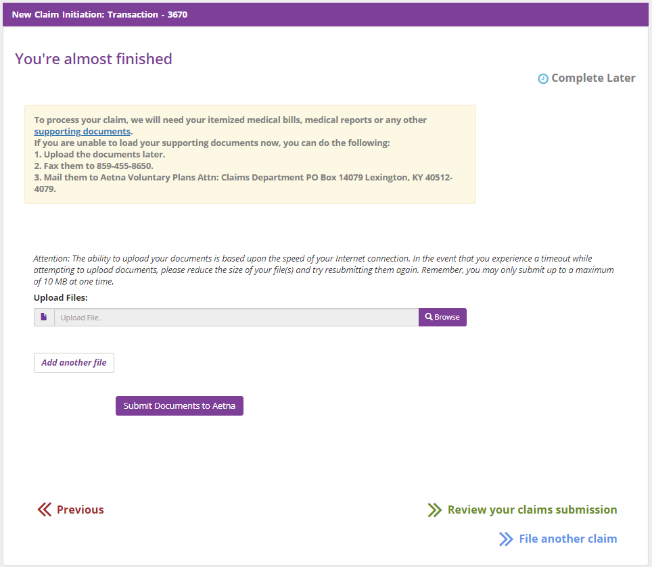 New Claim Initiation: Transaction - 3670
You're almost finished
Complete Later
To process your claim, we will need your itemized medical bills, medical reports or any other
supporting documents.
If you are unable to load your supporting documents now, you can do the following:
1. Upload the documents later.
2. Fax them to 859-455-8650.
3. Mail them to Aetna Voluntary Plans Attn: Claims Department PO Box 14079 Lexington, KY 40512-
4079.
Attention: The ability to upload your documents is based upon the speed of your Internet connection. In the event that you experience a timeout while
attempting to upload documents, please reduce the size of your file(s) and try resubmitting them again. Remember, you may only submit up to a maximum
of 10 MB at one time.
Upload Files:
Upload File..
Browse
Add another file
Submit Documents to Aetna
Previous
Review your claims submission
File another claim